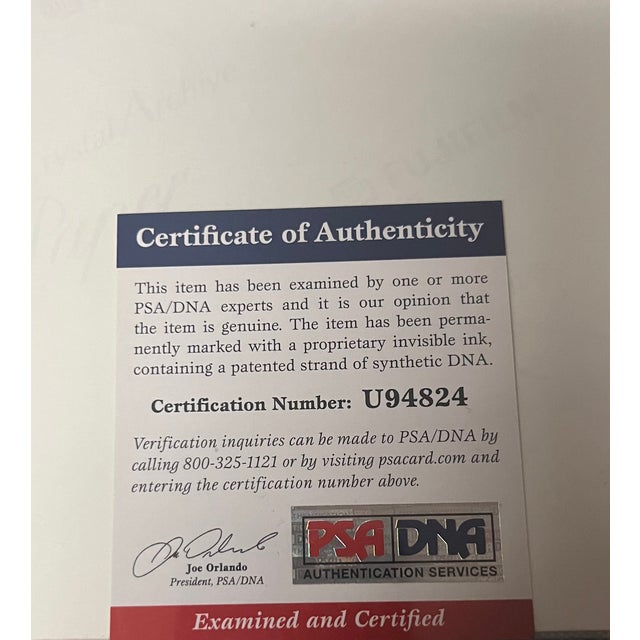 Crystal Archive
Paper
FUJIFILM
Certificate of Authenticity
This item has been examined by one or more
PSA/DNA experts and it is our opinion that
the item is genuine. The item has been perma-
nently marked with a proprietary invisible ink,
containing a patented strand of synthetic DNA.
Certification Number: U94824
Verification inquiries can be made to PSA/DNA by
calling 800-325-1121 or by visiting psacard.com and
entering the certification number above.
Joe Orlando
President, PSA/DNA
PSA DNA
AUTHENTICATION SERVICES
Examined and Certified